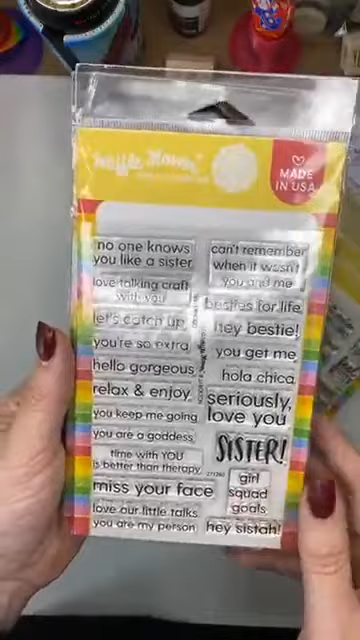 Waffle Flower
MADE
IN USA
no one knows
you like a sister
love talking craft
with you
let's catch up
you're so extra
hello gorgeous
relax & enjoy
you keep me going
you are a goddess
time with YOU
is better than therapy
miss your face
love our little talks
you are my person
can't remember
when it wasn't
you and me
besties for life
hey bestie!
you get me
hola chica
seriously,
love you
SISTER!
271262
girl
squad
goals
hey sistah!